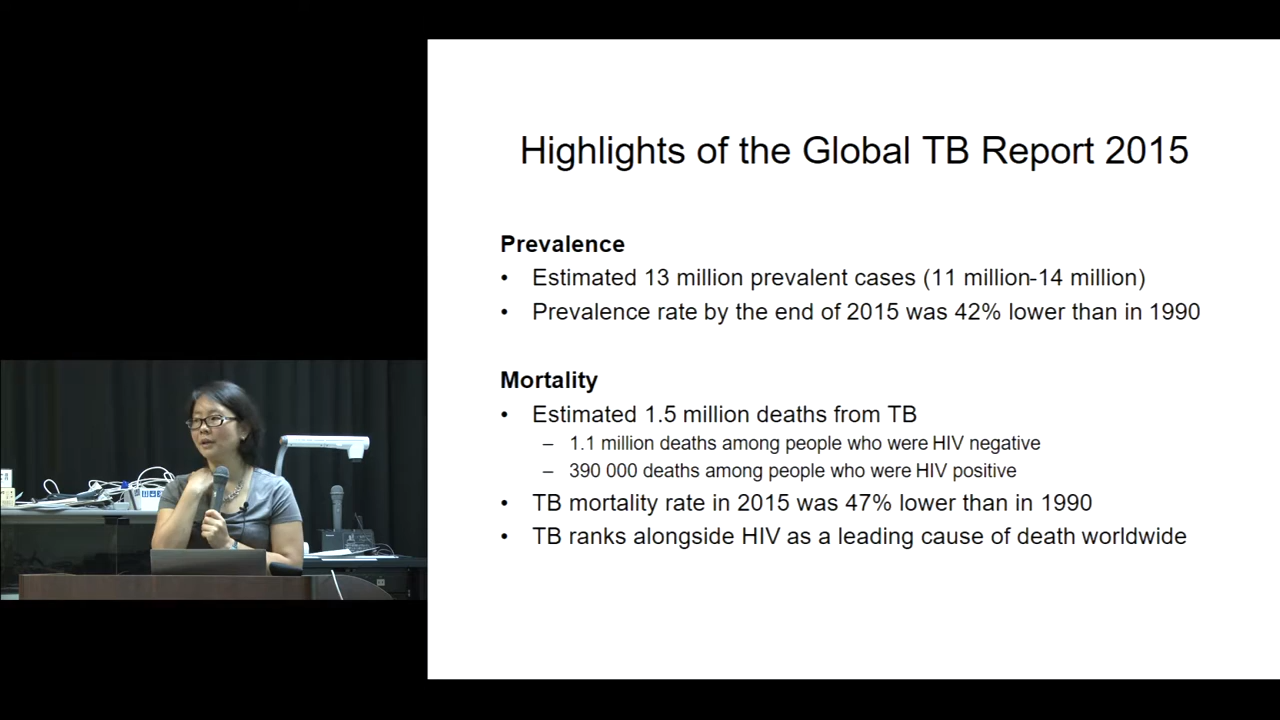 Highlights of the Global TB Report 2015
Prevalence
• Estimated 13 million prevalent cases (11 million-14 million)
• Prevalence rate by the end of 2015 was 42% lower than in 1990
Mortality
• Estimated 1.5 million deaths from TB
– 1.1 million deaths among people who were HIV negative
– 390 000 deaths among people who were HIV positive
• TB mortality rate in 2015 was 47% lower than in 1990
• TB ranks alongside HIV as a leading cause of death worldwide